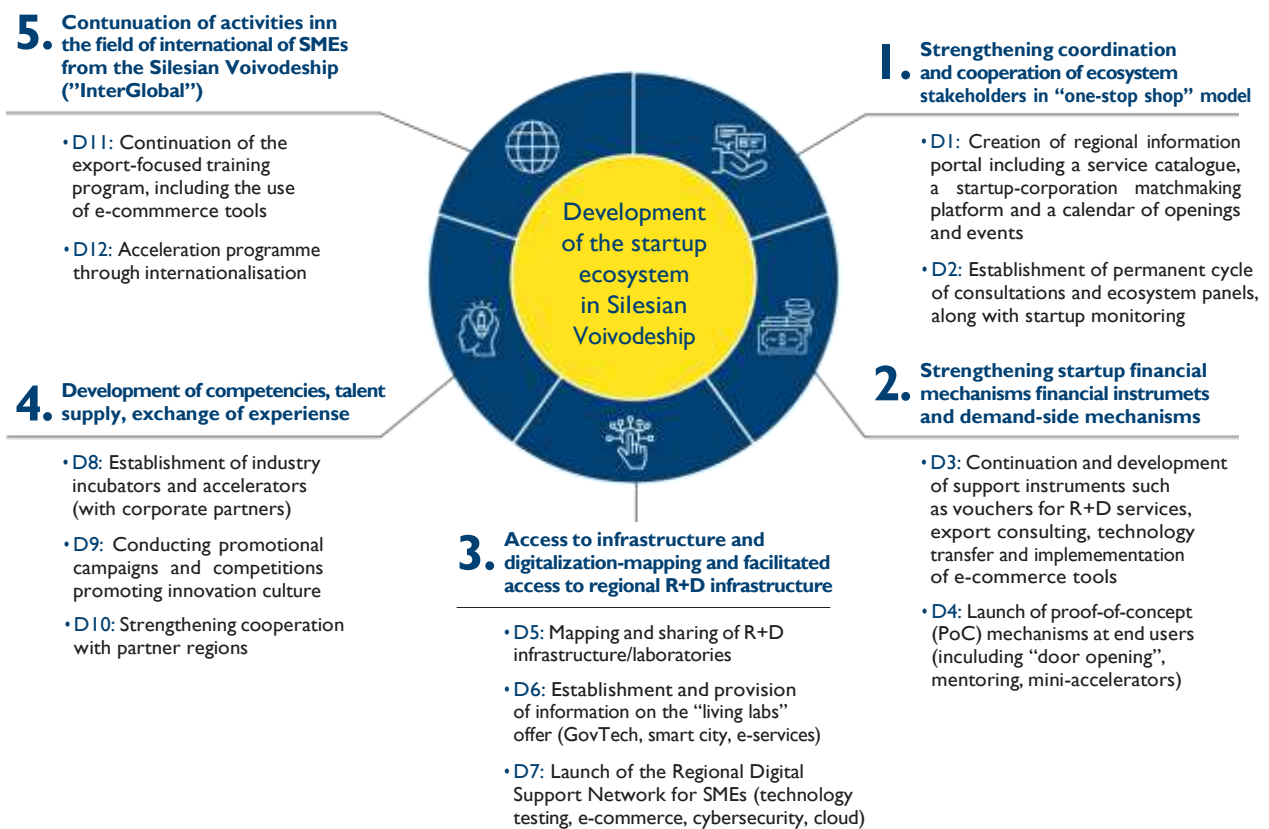 Development
of the startup
ecosystem
in Silesian
Voivodeship
1. Strengthening coordination
and cooperation of ecosystem
stakeholders in “one-stop shop” model
• D1: Creation of regional information
portal including a service catalogue,
a startup-corporation matchmaking
platform and a calendar of openings
and events
• D2: Establishment of permanent cycle
of consultations and ecosystem panels,
along with startup monitoring
2. Strengthening startup financial
mechanisms financial instrumets
and demand-side mechanisms
• D3: Continuation and development
of support instruments such
as vouchers for R+D services,
export consulting, technology
transfer and implemementation
of e-commerce tools
• D4: Launch of proof-of-concept
(PoC) mechanisms at end users
(inculuding “door opening”,
mentoring, mini-accelerators)
3. Access to infrastructure and
digitalization-mapping and facilitated
access to regional R+D infrastructure
• D5: Mapping and sharing of R+D
infrastructure/laboratories
• D6: Establishment and provision
of information on the “living labs”
offer (GovTech, smart city, e-services)
• D7: Launch of the Regional Digital
Support Network for SMEs (technology
testing, e-commerce, cybersecurity, cloud)
4. Development of competencies, talent
supply, exchange of experiense
• D8: Establishment of industry
incubators and accelerators
(with corporate partners)
• D9: Conducting promotional
campaigns and competitions
promoting innovation culture
• D10: Strengthening cooperation
with partner regions
5. Contunuation of activities inn
the field of international of SMEs
from the Silesian Voivodeship
(”InterGlobal”)
• D11: Continuation of the
export-focused training
program, including the use
of e-commmerce tools
• D12: Acceleration programme
through internationalisation